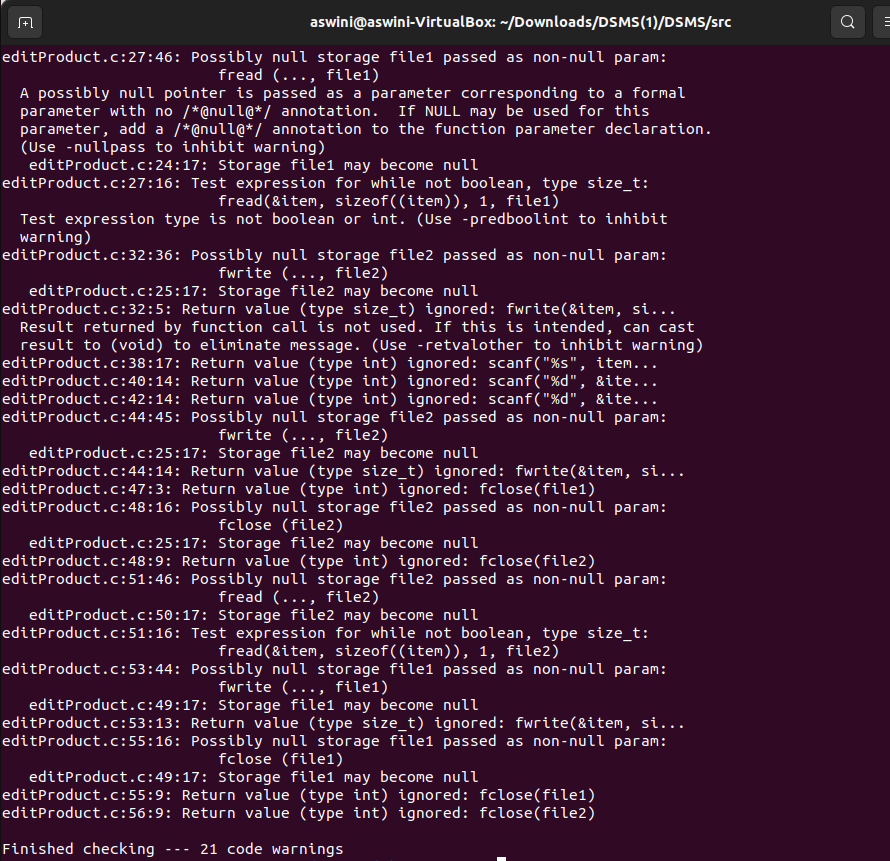 aswini@aswini-VirtualBox: ~/Downloads/DSMS(1)/DSMS/src
editProduct.c:27:46: Possibly null storage file1 passed as non-null param:
fread (..., file1)
A possibly null pointer is passed as a parameter corresponding to a formal
parameter with no /*@null@*/ annotation.  If NULL may be used for this
parameter, add a /*@null@*/ annotation to the function parameter declaration.
(Use -nullpass to inhibit warning)
editProduct.c:24:17: Storage file1 may become null
editProduct.c:27:16: Test expression for while not boolean, type size_t:
fread(&item, sizeof((item)), 1, file1)
Test expression type is not boolean or int. (Use -predboolint to inhibit
warning)
editProduct.c:32:36: Possibly null storage file2 passed as non-null param:
fwrite (..., file2)
editProduct.c:25:17: Storage file2 may become null
editProduct.c:32:5: Return value (type size_t) ignored: fwrite(&item, si...
Result returned by function call is not used. If this is intended, can cast
result to (void) to eliminate message. (Use -retvalother to inhibit warning)
editProduct.c:38:17: Return value (type int) ignored: scanf("%s", item...
editProduct.c:40:14: Return value (type int) ignored: scanf("%d", &ite...
editProduct.c:42:14: Return value (type int) ignored: scanf("%d", &ite...
editProduct.c:44:45: Possibly null storage file2 passed as non-null param:
fwrite (..., file2)
editProduct.c:25:17: Storage file2 may become null
editProduct.c:44:14: Return value (type size_t) ignored: fwrite(&item, si...
editProduct.c:47:3: Return value (type int) ignored: fclose(file1)
editProduct.c:48:16: Possibly null storage file2 passed as non-null param:
fclose (file2)
editProduct.c:25:17: Storage file2 may become null
editProduct.c:48:9: Return value (type int) ignored: fclose(file2)
editProduct.c:51:46: Possibly null storage file2 passed as non-null param:
fread (..., file2)
editProduct.c:50:17: Storage file2 may become null
editProduct.c:51:16: Test expression for while not boolean, type size_t:
fread(&item, sizeof((item)), 1, file2)
editProduct.c:53:44: Possibly null storage file1 passed as non-null param:
fwrite (..., file1)
editProduct.c:49:17: Storage file1 may become null
editProduct.c:53:13: Return value (type size_t) ignored: fwrite(&item, si...
editProduct.c:55:16: Possibly null storage file1 passed as non-null param:
fclose (file1)
editProduct.c:49:17: Storage file1 may become null
editProduct.c:55:9: Return value (type int) ignored: fclose(file1)
editProduct.c:56:9: Return value (type int) ignored: fclose(file2)
Finished checking --- 21 code warnings